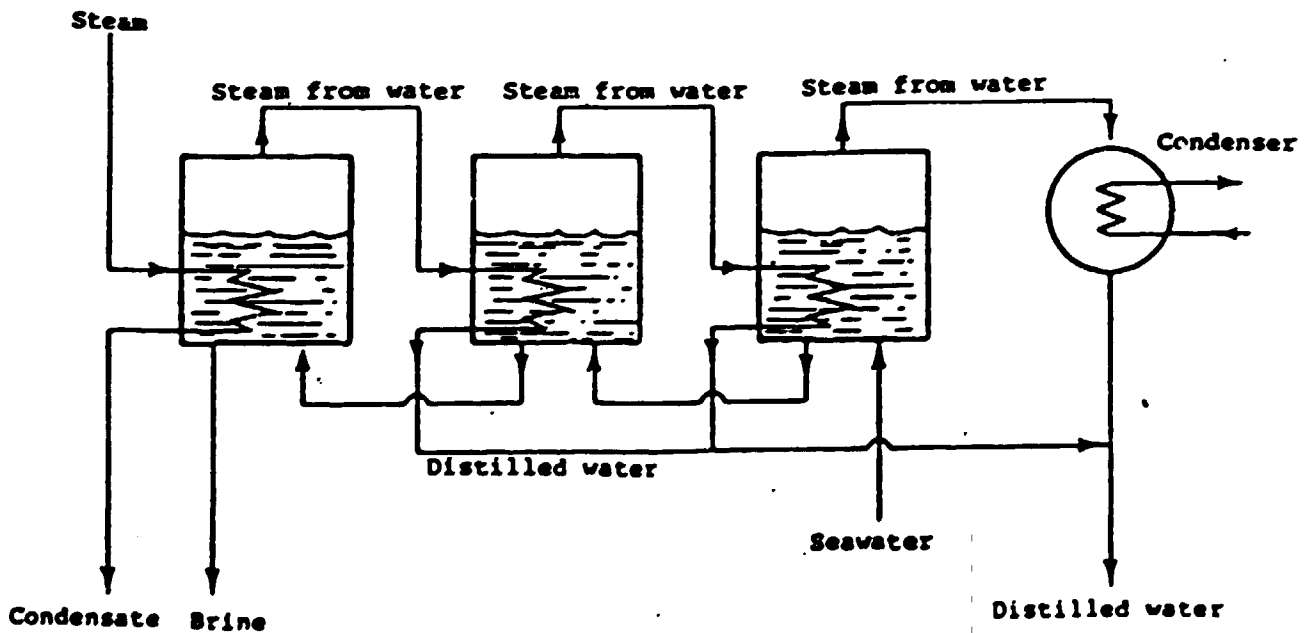 Steam
Steam from water
Steam from water
Steam from water
Condenser
Distilled water
Seawater
Condensate
Brine
Distilled water